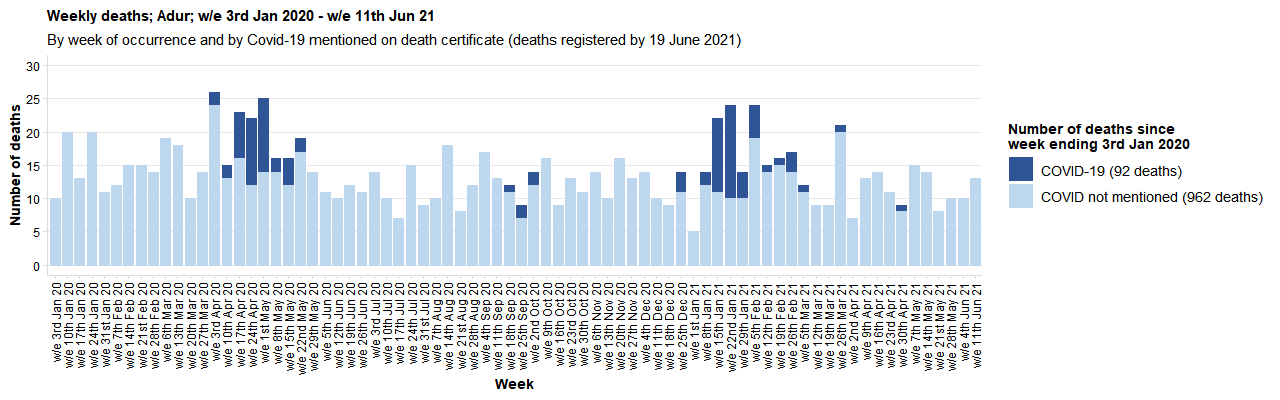 Weekly deaths; Adur; w/e 3rd Jan 2020 - w/e 11th Jun 21
By week of occurrence and by Covid-19 mentioned on death certificate (deaths registered by 19 June 2021)
Number of deaths
30
25
20
15
10
5
0
w/e 3rd Jan 20
w/e 10th Jan 20
w/e 17th Jan 20
w/e 24th Jan 20
w/e 31st Jan 20
w/e 7th Feb 20
w/e 14th Feb 20
w/e 21st Feb 20
w/e 28th Feb 20
w/e 6th Mar 20
w/e 13th Mar 20
w/e 20th Mar 20
w/e 27th Mar 20
w/e 3rd Apr 20
w/e 10th Apr 20
w/e 17th Apr 20
w/e 24th Apr 20
w/e 1st May 20
w/e 8th May 20
w/e 15th May 20
w/e 22nd May 20
w/e 29th May 20
w/e 5th Jun 20
w/e 12th Jun 20
w/e 19th Jun 20
w/e 26th Jun 20
w/e 3rd Jul 20
w/e 10th Jul 20
w/e 17th Jul 20
w/e 24th Jul 20
w/e 31st Jul 20
w/e 7th Aug 20
w/e 14th Aug 20
w/e 21st Aug 20
w/e 28th Aug 20
w/e 4th Sep 20
w/e 11th Sep 20
w/e 18th Sep 20
w/e 25th Sep 20
w/e 2nd Oct 20
w/e 9th Oct 20
w/e 16th Oct 20
w/e 23rd Oct 20
w/e 30th Oct 20
w/e 6th Nov 20
w/e 13th Nov 20
w/e 20th Nov 20
w/e 27th Nov 20
w/e 4th Dec 20
w/e 11th Dec 20
w/e 18th Dec 20
w/e 25th Dec 20
w/e 1st Jan 21
w/e 8th Jan 21
w/e 15th Jan 21
w/e 22nd Jan 21
w/e 29th Jan 21
w/e 5th Feb 21
w/e 12th Feb 21
w/e 19th Feb 21
w/e 26th Feb 21
w/e 5th Mar 21
w/e 12th Mar 21
w/e 19th Mar 21
w/e 26th Mar 21
w/e 2nd Apr 21
w/e 9th Apr 21
w/e 16th Apr 21
w/e 23rd Apr 21
w/e 30th Apr 21
w/e 7th May 21
w/e 14th May 21
w/e 21st May 21
w/e 28th May 21
w/e 4th Jun 21
w/e 11th Jun 21
Week
Number of deaths since
week ending 3rd Jan 2020
COVID-19 (92 deaths)
COVID not mentioned (962 deaths)